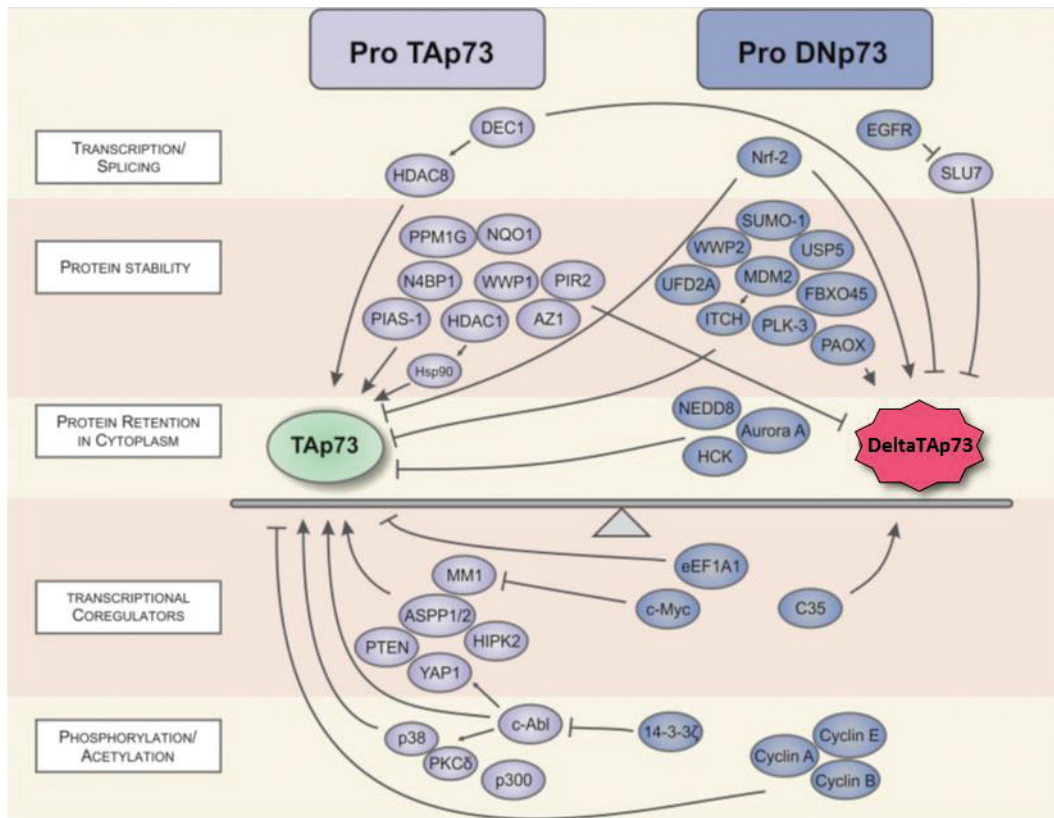 Pro TAp73
Pro DNp73
TRANSCRIPTION/
SPLICING
DEC1
HDAC8
Nrf-2
EGFR
SLU7
PROTEIN STABILITY
PPM1G
NQO1
N4BP1
WWP1
PIR2
PIAS-1
HDAC1
AZ1
Hsp90
SUMO-1
WWP2
USP5
UFD2A
MDM2
FBXO45
ITCH
PLK-3
PAOX
PROTEIN RETENTION
IN CYTOPLASM
TAp73
NEDD8
Aurora A
HCK
DeltaTAp73
TRANSCRIPTIONAL
COREGULATORS
MM1
ASPP1/2
PTEN
HIPK2
YAP1
eEF1A1
c-Myc
C35
PHOSPHORYLATION/
ACETYLATION
c-Abl
p38
PKCδ
p300
14-3-3ζ
Cyclin E
Cyclin A
Cyclin B